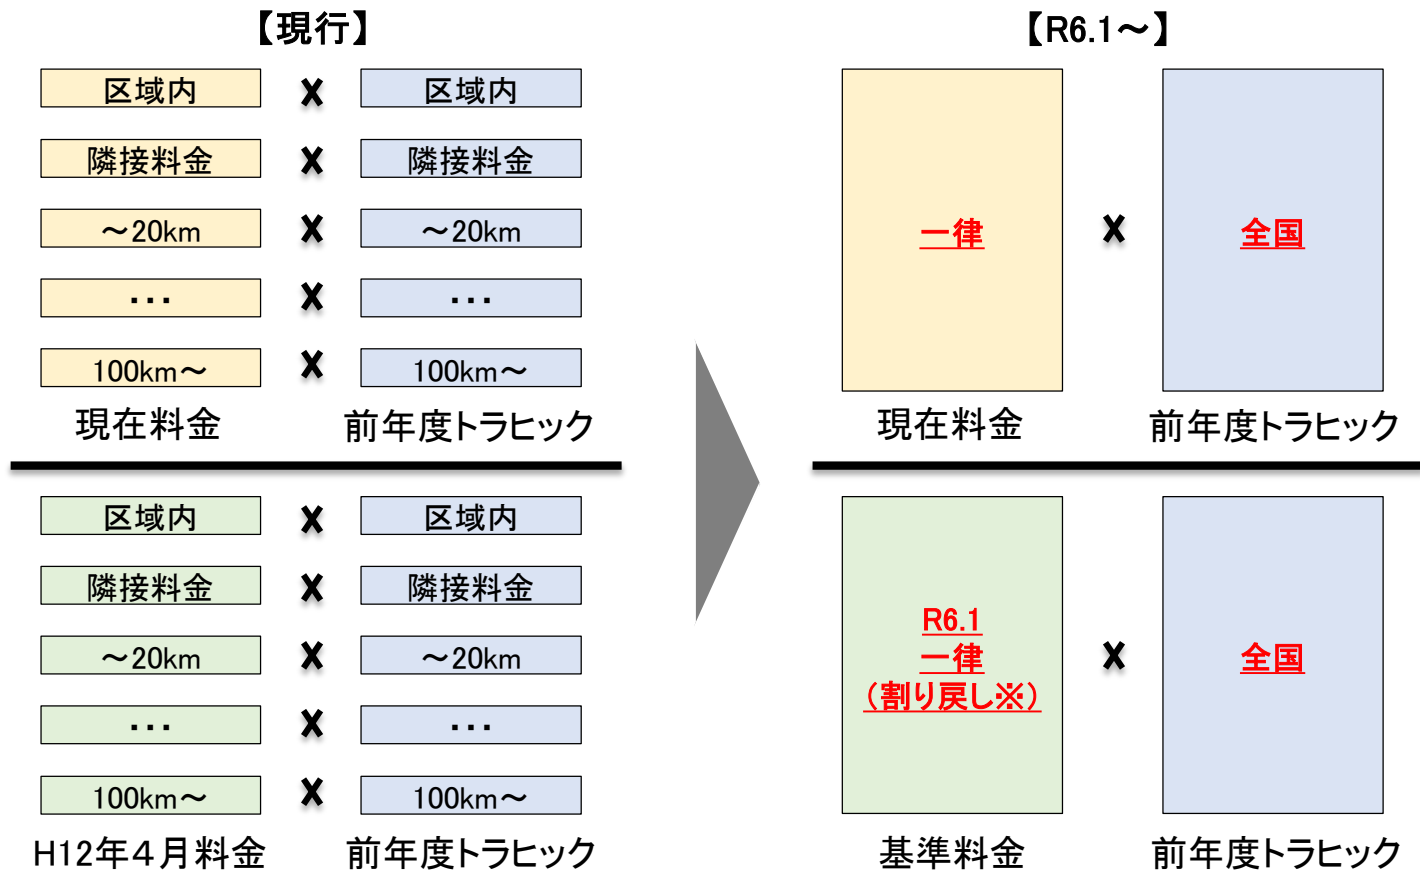 【現行】
区域内 × 区域内
隣接料金 × 隣接料金
～20km × ～20km
・・・ × ・・・
100km～ × 100km～
現在料金 前年度トラヒック
区域内 × 区域内
隣接料金 × 隣接料金
～20km × ～20km
・・・ × ・・・
100km～ × 100km～
H12年４月料金 前年度トラヒック
【R6.1～】
一律 × 全国
現在料金 前年度トラヒック
R6.1
一律 × 全国
（割り戻し※）
基準料金 前年度トラヒック